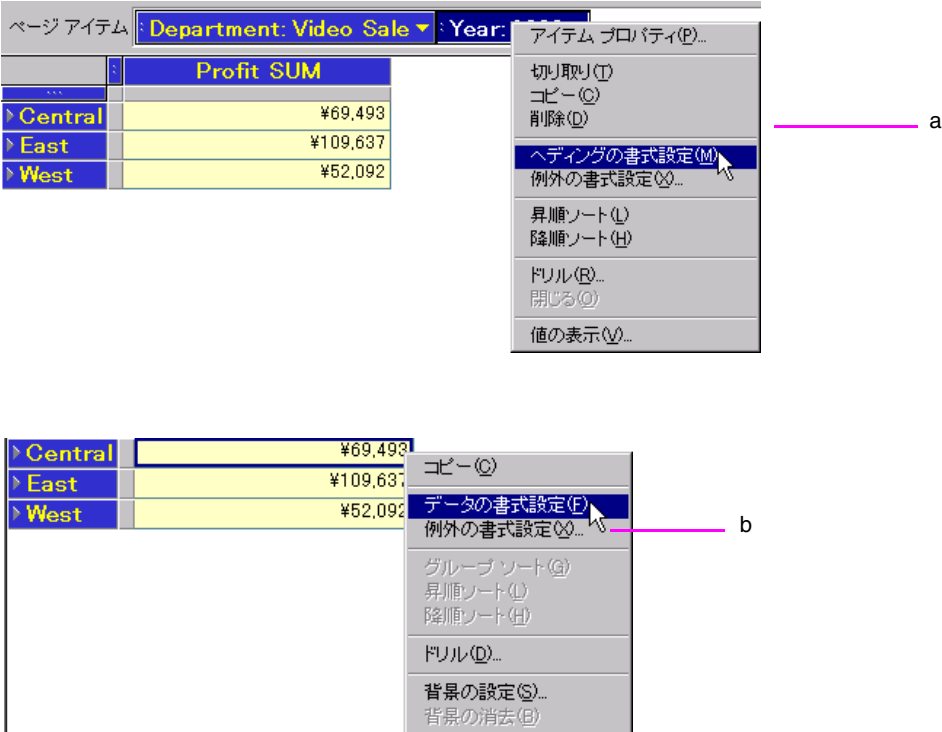 ページ アイテム Department: Video Sale Year:
Profit SUM
Central ¥69,493
East ¥109,637
West ¥52,092
アイテム プロパティ(P)...
切り取り(T)
コピー(C)
削除(D)
ヘディングの書式設定(M)
例外の書式設定(X)...
昇順ソート(L)
降順ソート(H)
ドリル(R)...
閉じる(O)
値の表示(V)...
a
Central ¥69,493
East ¥109,637
West ¥52,092
コピー(C)
データの書式設定(F)
例外の書式設定(X)...
グループ ソート(G)
昇順ソート(L)
降順ソート(H)
ドリル(D)...
背景の設定(S)...
背景の消去(B)
b